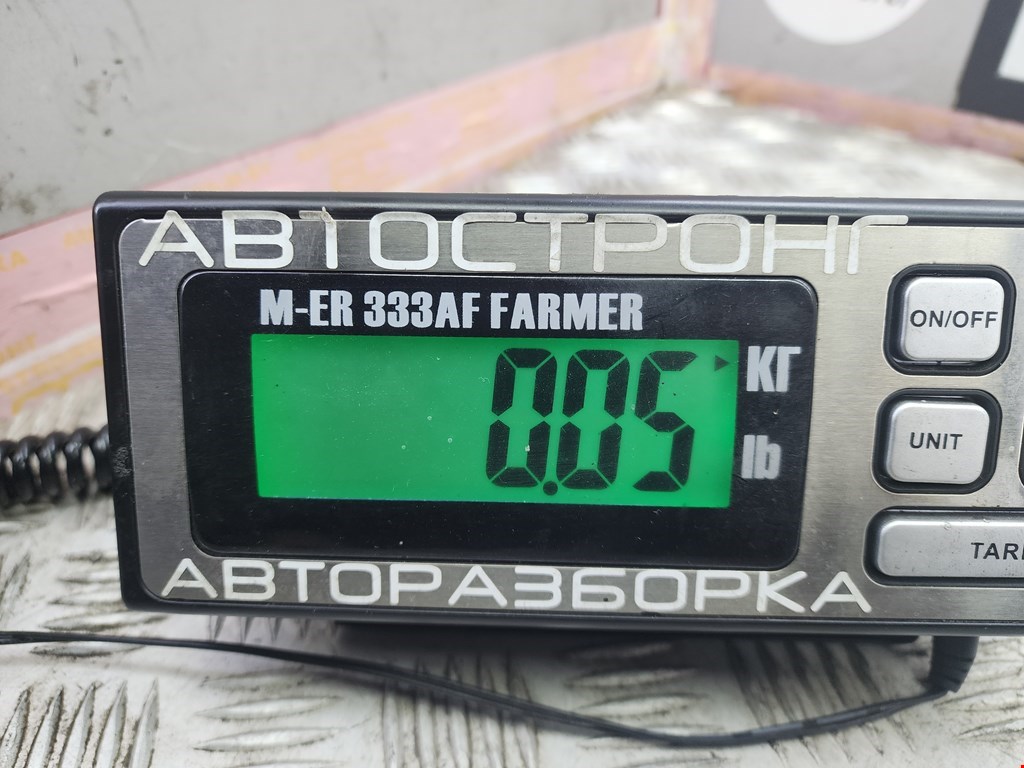 АВТОСТРОНГ
M-ER 333AF FARMER
0.05
КГ
lb
ON/OFF
UNIT
АВТОРАЗБОРКА